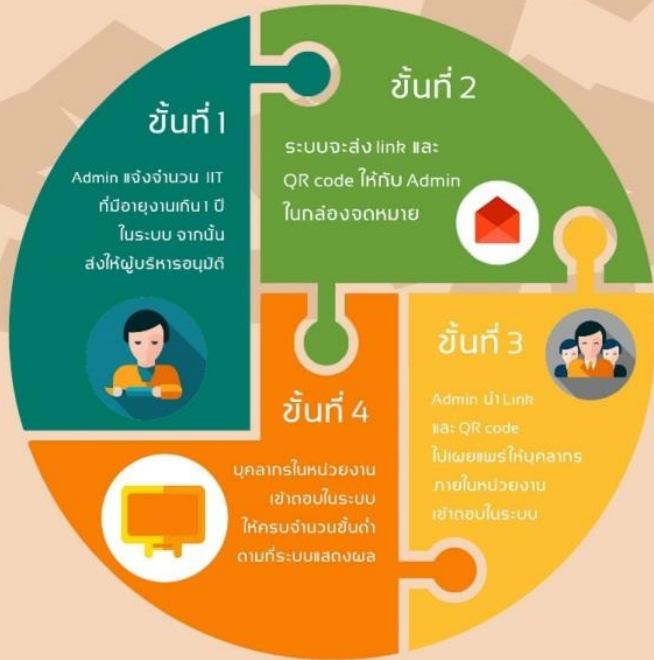 ขั้นที่ 1
Admin แจ้งจำนวน IIT
ที่มีอายุงานเกิน 1 ปี
ในระบบ จากนั้น
ส่งให้ผู้บริหารอนุมัติ
ขั้นที่ 2
ระบบจะส่ง link และ
QR code ให้กับ Admin
ในกล่องจดหมาย
ขั้นที่ 3
Admin นำ Link
และ QR code
ไปเผยแพร่ให้บุคลากร
ภายในหน่วยงาน
เข้าตอบในระบบ
ขั้นที่ 4
บุคลากรในหน่วยงาน
เข้าตอบในระบบ
ให้ครบจำนวนขั้นต่ำ
ตามที่ระบบแสดงผล